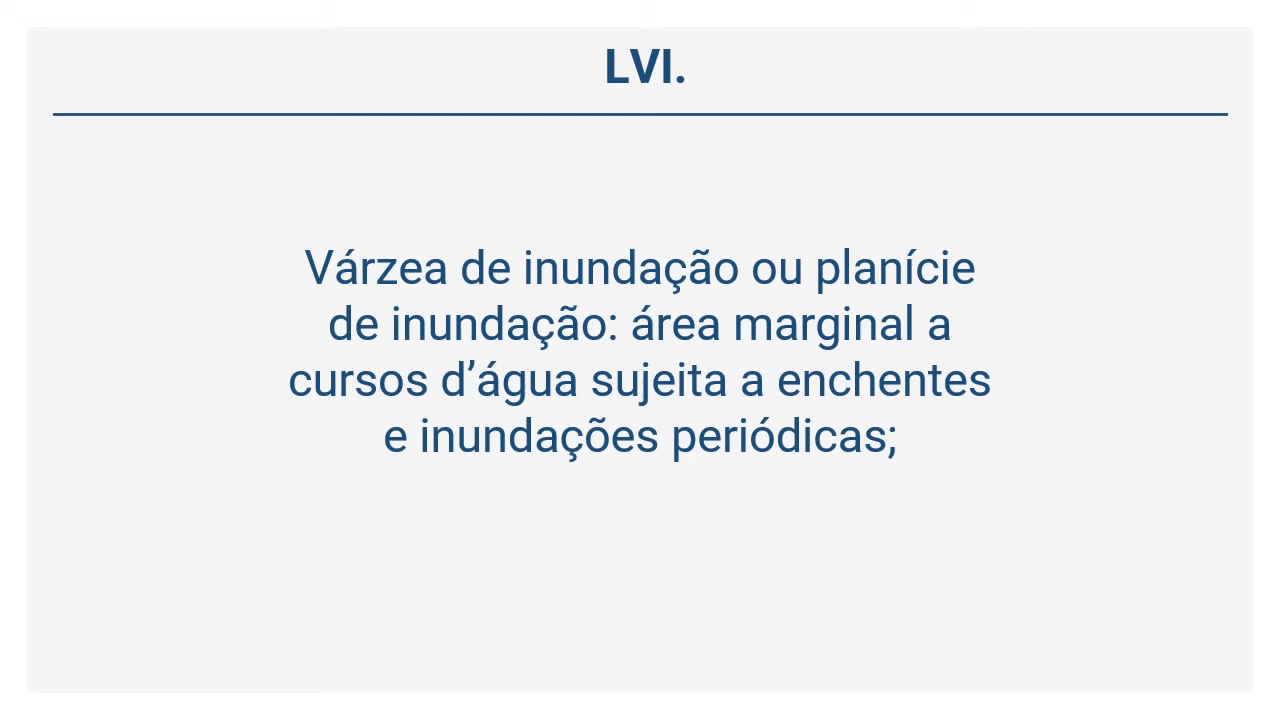 LVI.
Várzea de inundação ou planície
de inundação: área marginal a
cursos d’água sujeita a enchentes
e inundações periódicas;